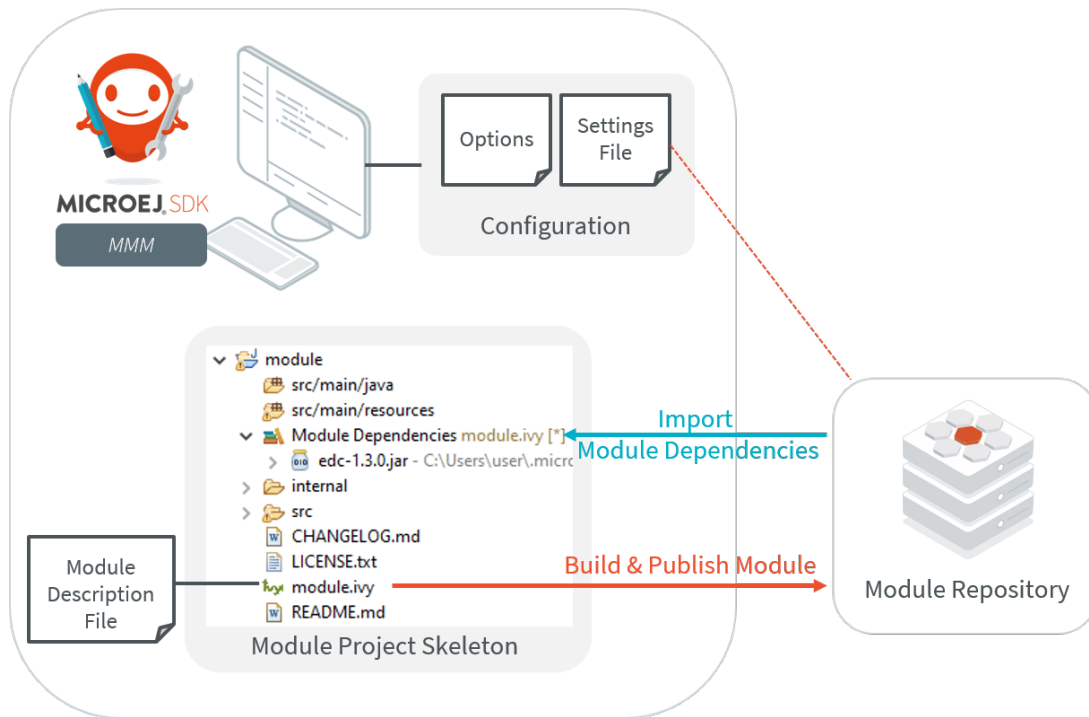 Options
Settings
File
Configuration
MICROEJ. SDK
MMM
module
src/main/java
src/main/resources
Module Dependencies module.ivy [*]
edc-1.3.0.jar - C:\Users\user\.micro
internal
src
CHANGELOG.md
LICENSE.txt
module.ivy
README.md
Module Project Skeleton
Module
Description
File
Import
Module Dependencies
Build & Publish Module
Module Repository